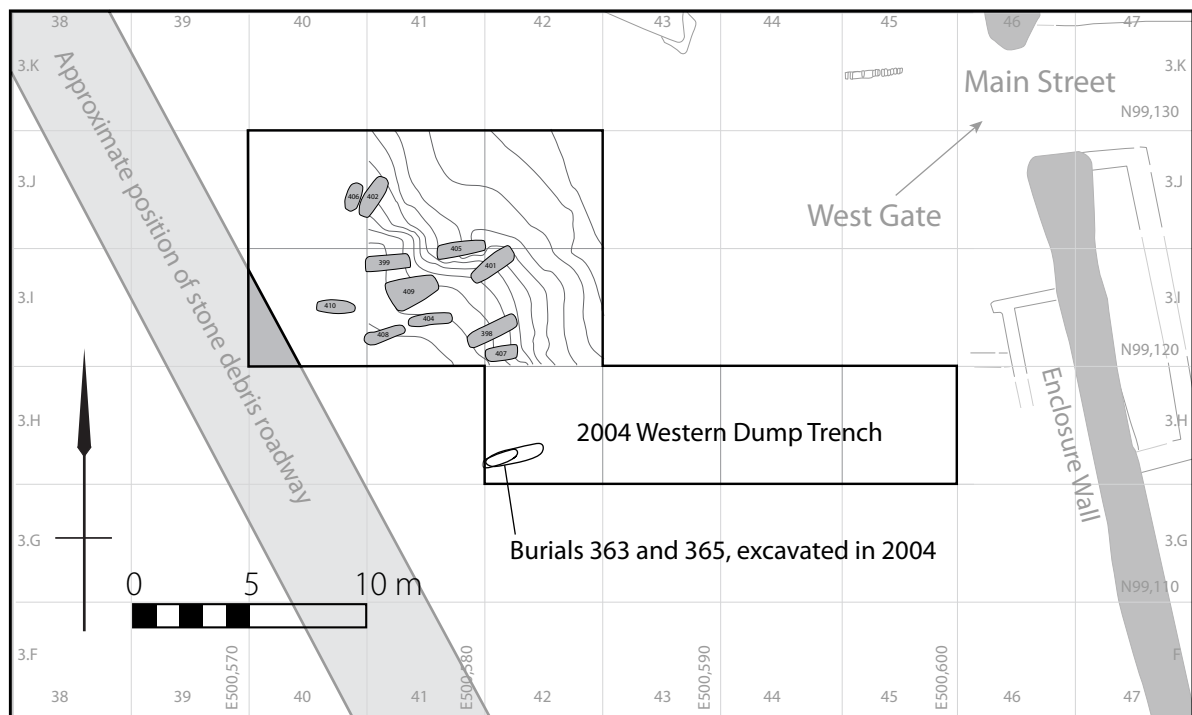 38 39 40 41 42 43 44 45 46 47
3.K
3.K
Main Street
N99,130
Approximate position of stone debris roadway
3.J
3.J
406
402
West Gate
405
399
401
409
3.I
3.I
410
404
408
398
407
N99,120
3.H
2004 Western Dump Trench
Enclosure Wall
3.H
3.G
Burials 363 and 365, excavated in 2004
3.G
0 5 10 m
N99,110
3.F
E500,570
E500,580
E500,590
E500,600
F
38 39 40 41 42 43 44 45 46 47